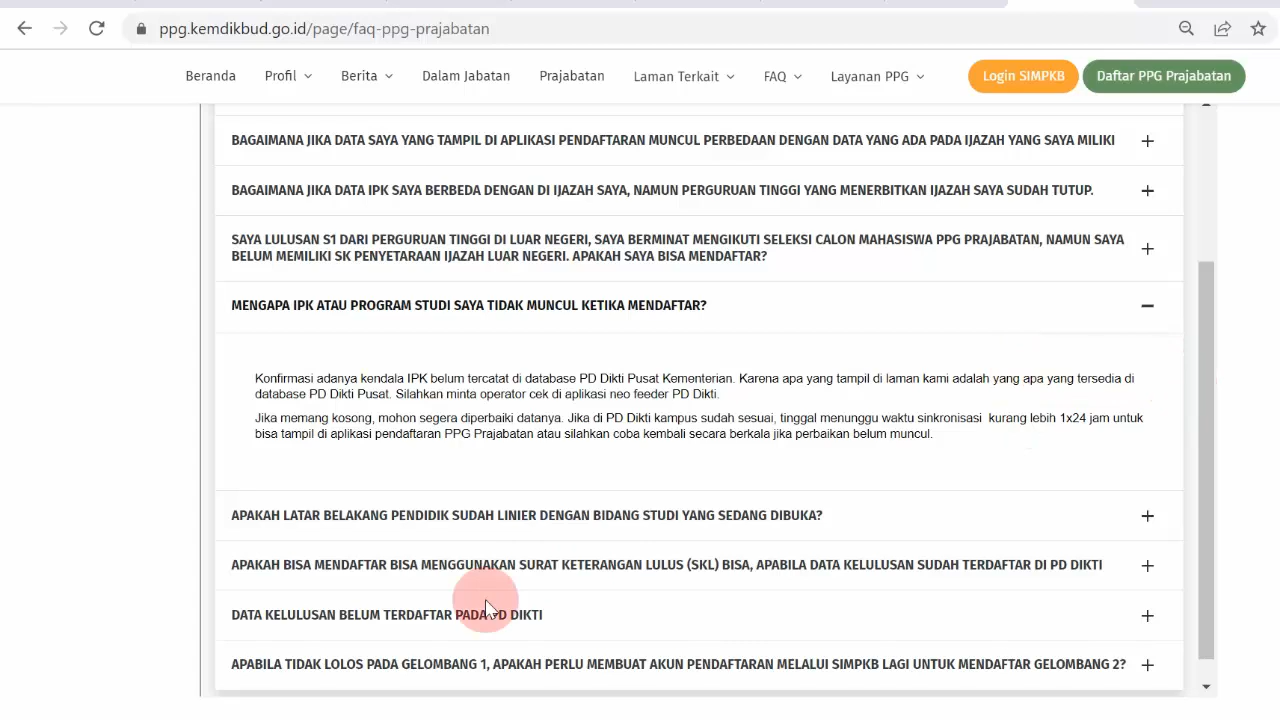 ppg.kemdikbud.go.id/page/faq-ppg-prajabatan
Beranda Profil Berita Dalam Jabatan Prajabatan Laman Terkait FAQ Layanan PPG Login SIMPKB Daftar PPG Prajabatan
BAGAIMANA JIKA DATA SAYA YANG TAMPIL DI APLIKASI PENDAFTARAN MUNCUL PERBEDAAN DENGAN DATA YANG ADA PADA IJAZAH YANG SAYA MILIKI
BAGAIMANA JIKA DATA IPK SAYA BERBEDA DENGAN DI IJAZAH SAYA, NAMUN PERGURUAN TINGGI YANG MENERBITKAN IJAZAH SAYA SUDAH TUTUP.
SAYA LULUSAN S1 DARI PERGURUAN TINGGI DI LUAR NEGERI, SAYA BERMINAT MENGIKUTI SELEKSI CALON MAHASISWA PPG PRAJABATAN, NAMUN SAYA
BELUM MEMILIKI SK PENYETARAAN IJAZAH LUAR NEGERI. APAKAH SAYA BISA MENDAFTAR?
MENGAPA IPK ATAU PROGRAM STUDI SAYA TIDAK MUNCUL KETIKA MENDAFTAR?
Konfirmasi adanya kendala IPK belum tercatat di database PD Dikti Pusat Kementerian. Karena apa yang tampil di laman kami adalah yang apa yang tersedia di
database PD Dikti Pusat. Silahkan minta operator cek di aplikasi neo feeder PD Dikti.
Jika memang kosong, mohon segera diperbaiki datanya. Jika di PD Dikti kampus sudah sesuai, tinggal menunggu waktu sinkronisasi kurang lebih 1x24 jam untuk
bisa tampil di aplikasi pendaftaran PPG Prajabatan atau silahkan coba kembali secara berkala jika perbaikan belum muncul.
APAKAH LATAR BELAKANG PENDIDIK SUDAH LINIER DENGAN BIDANG STUDI YANG SEDANG DIBUKA?
APAKAH BISA MENDAFTAR BISA MENGGUNAKAN SURAT KETERANGAN LULUS (SKL) BISA, APABILA DATA KELULUSAN SUDAH TERDAFTAR DI PD DIKTI
DATA KELULUSAN BELUM TERDAFTAR PADA PD DIKTI
APABILA TIDAK LOLOS PADA GELOMBANG 1, APAKAH PERLU MEMBUAT AKUN PENDAFTARAN MELALUI SIMPKB LAGI UNTUK MENDAFTAR GELOMBANG 2?